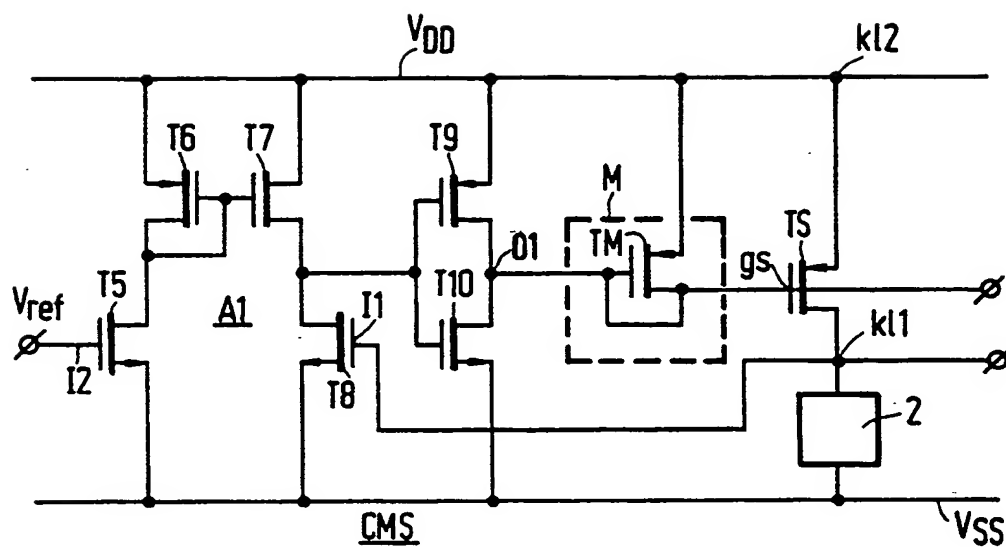 VDD
kl2
T6
T7
T9
M
TM
TS
O1
gs
Vref
T5
A1
T10
I1
kl1
I2
T8
2
CMS
VSS